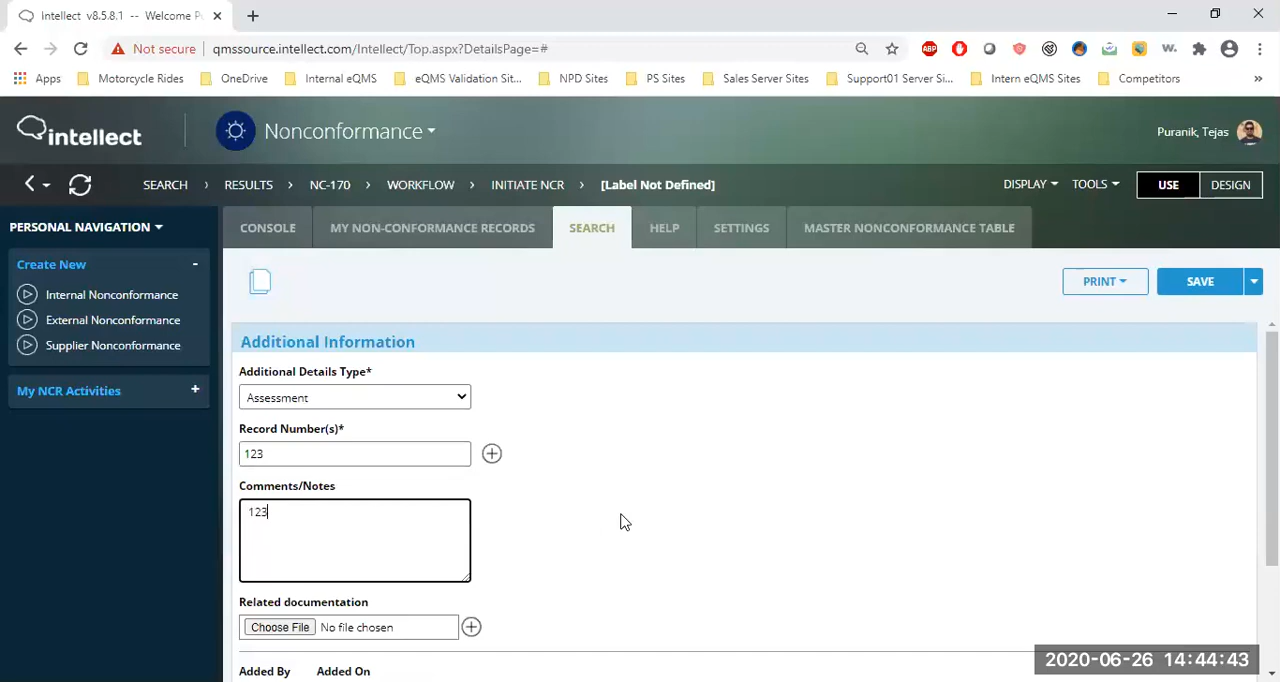 Intellect v8.5.8.1 -- Welcome P
Not secure qmssource.intellect.com/Intellect/Top.aspx?DetailsPage=#
ABP
W.
Apps Motorcycle Rides OneDrive Internal eQMS eQMS Validation Sit... NPD Sites PS Sites Sales Server Sites Support01 Server Si... Intern eQMS Sites Competitors »
intellect Nonconformance Puranik, Tejas
SEARCH RESULTS NC-170 WORKFLOW INITIATE NCR [Label Not Defined] DISPLAY TOOLS USE DESIGN
PERSONAL NAVIGATION CONSOLE MY NON-CONFORMANCE RECORDS SEARCH HELP SETTINGS MASTER NONCONFORMANCE TABLE
Create New -
Internal Nonconformance
External Nonconformance
Supplier Nonconformance
My NCR Activities +
PRINT SAVE
Additional Information
Additional Details Type*
Assessment
Record Number(s)*
123
Comments/Notes
123
Related documentation
Choose File No file chosen
Added By Added On
2020-06-26 14:44:43